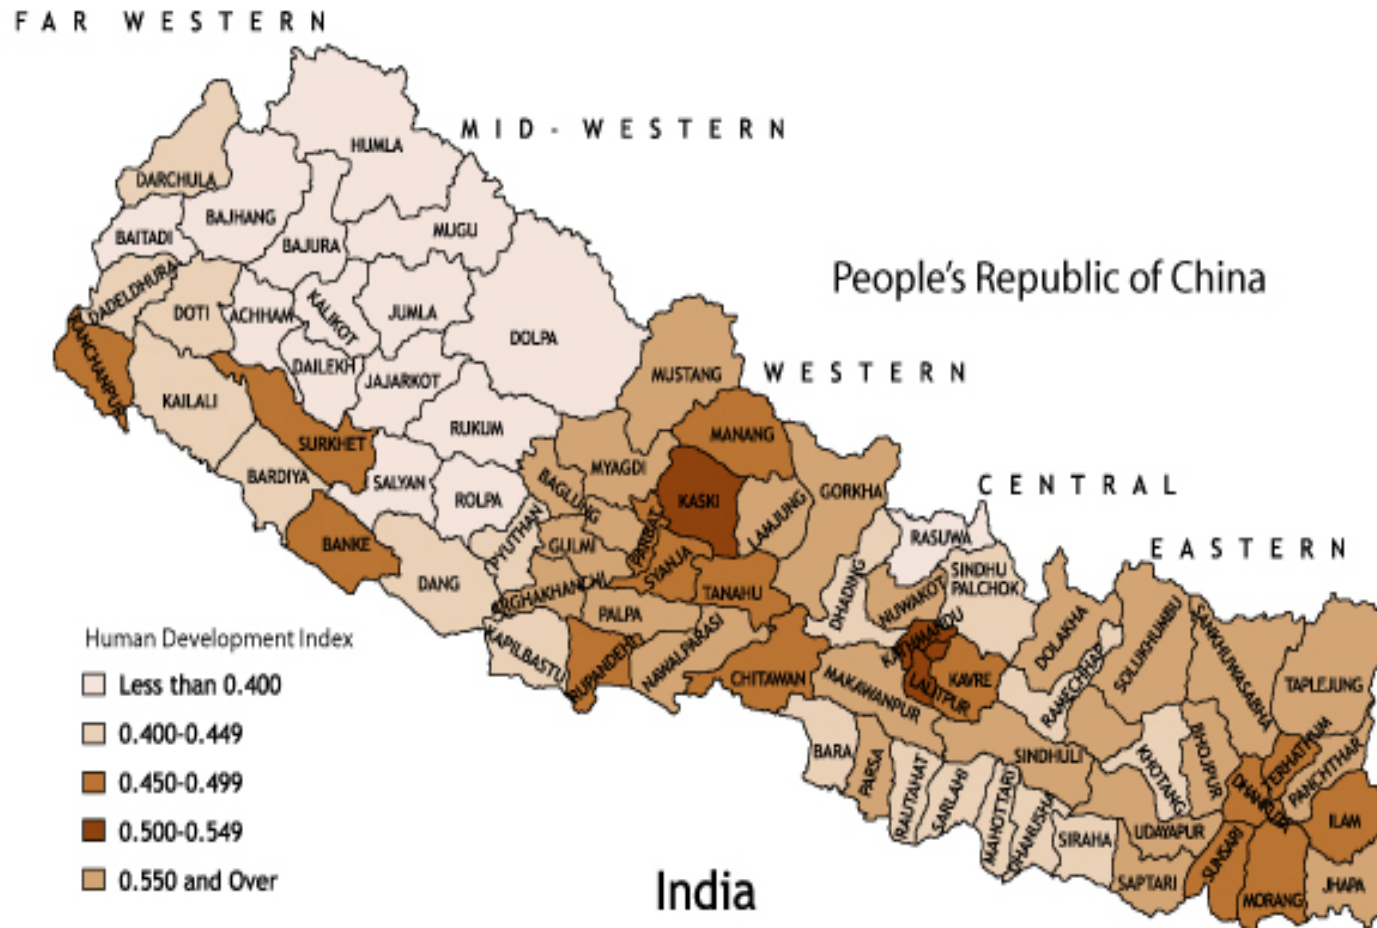 FAR WESTERN
MID-WESTERN
HUMLA
DARCHULA
BAJHANG
BAITADI
BAJURA
MUGU
People's Republic of China
DADELDHURA
DOTI
ACHHAM
KALIKOT
JUMLA
DOLPA
KANCHANPUR
DAILEKH
JAJARKOT
MUSTANG
WESTERN
KAILALI
RUKUM
SURKHET
MANANG
BARDIYA
SALYAN
ROLPA
BAGLUNG
MYAGDI
KASKI
LAMJUNG
GORKHA
CENTRAL
BANKE
PYUTHAN
GULMI
PARBAT
RASUWA
EASTERN
DANG
ARGHAKHANCHI
SYANJA
TANAHU
DHADING
NUWAKOT
SINDHU
PALCHOK
PALPA
KATHMANDU
DOLAKHA
SOLUKHUMBU
SANKHUWASABHA
Human Development Index
KAPILBASTU
RUPANDEHI
NAWALPARASI
CHITAWAN
MAKAWANPUR
LALITPUR
KAVRE
RAMECHHAP
TAPLEJUNG
Less than 0.400
0.400-0.449
0.450-0.499
0.500-0.549
0.550 and Over
BARA
PARSA
RAUTAHAT
SARLAHI
MAHOTTARI
DHANUSHA
SINDHULI
KHOTANG
BHOJPUR
DHANKUTA
TERHATHUM
PANCHTHAR
SIRAHA
UDAYAPUR
SUNSARI
ILAM
SAPTARI
MORANG
JHAPA
India